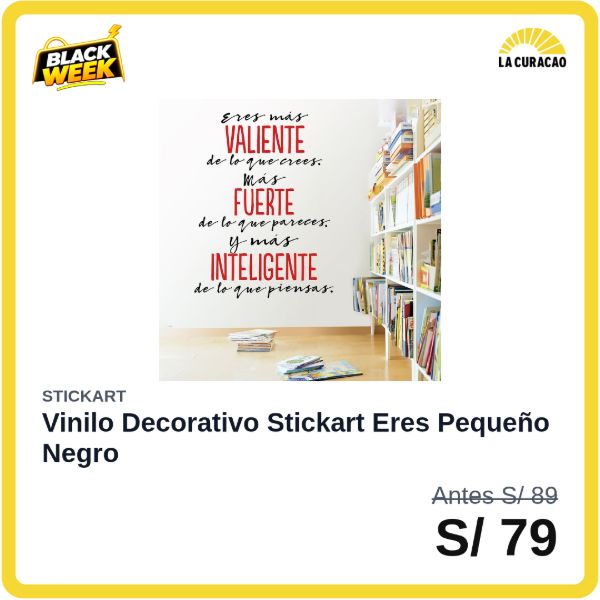 BLACK
WEEK
LA CURACAO
Eres más
VALIENTE
de lo que crees.
Más
FUERTE
de lo que pareces.
Y más
INTELIGENTE
de lo que piensas.
STICKART
Vinilo Decorativo Stickart Eres Pequeño
Negro
Antes S/ 89
S/ 79